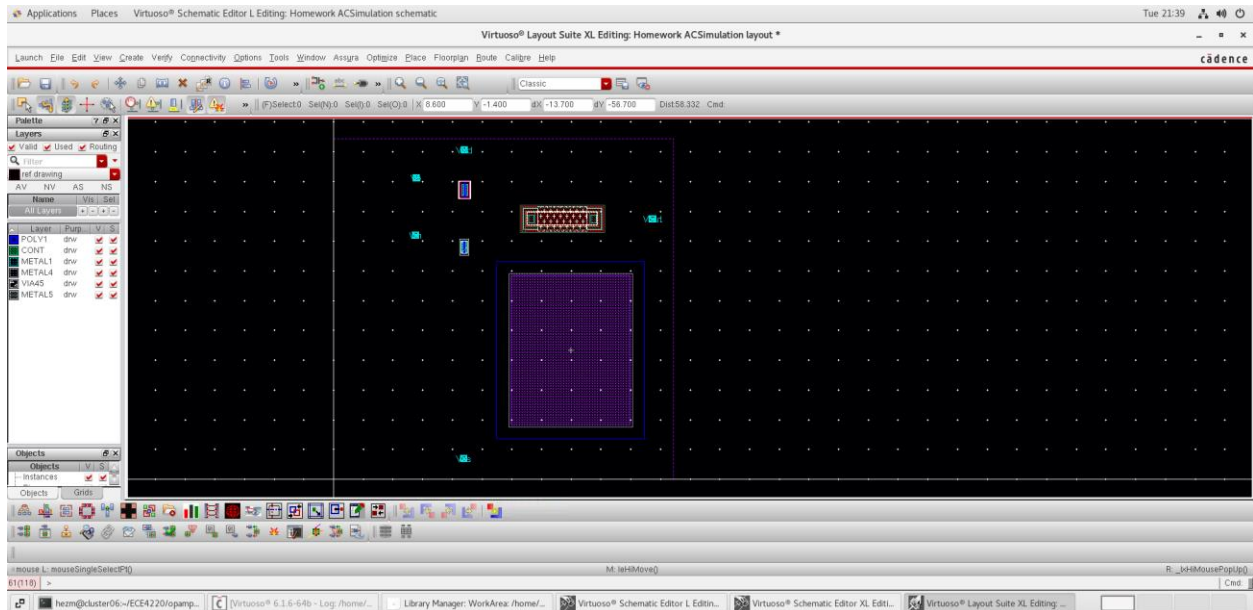 Applications Places Virtuoso® Schematic Editor L Editing: Homework ACSimulation schematic Tue 21:39
Virtuoso® Layout Suite XL Editing: Homework ACSimulation layout *
Launch File Edit View Create Verify Connectivity Options Tools Window Assura Optimize Place Floorplan Route Calibre Help cādence
Classic
(F)Select:0 Sel(N):0 Sel(I):0 Sel(O):0 X 8.600 Y -1.400 dX -13.700 dY -56.700 Dist:58.332 Cmd:
Palette
Layers
Valid Used Routing
Filter
ref drawing
AV NV AS NS
Name Vis Sel
All Layers
Layer Purp... V S
POLY1 drw
CONT drw
METAL1 drw
METAL4 drw
VIA45 drw
METAL5 drw
Objects
Objects V S
Instances
Objects Grids
mouse L: mouseSingleSelectPt() M: leHiMove() R: _lxHiMousePopUp()
61(118) > Cmd:
hezm@cluster06:~/ECE4220/opamp... [Virtuoso® 6.1.6-64b - Log: /home/... Library Manager: WorkArea: /home/... Virtuoso® Schematic Editor L Editin... Virtuoso® Schematic Editor XL Editi... Virtuoso® Layout Suite XL Editing: ...